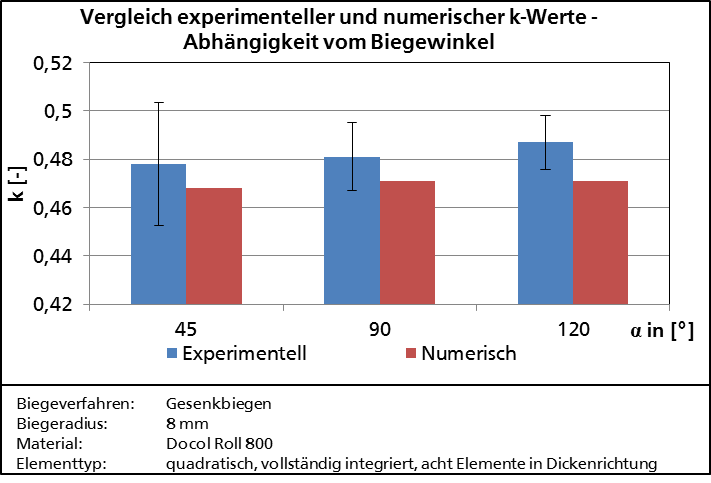 Vergleich experimenteller und numerischer k-Werte -
Abhängigkeit vom Biegewinkel
0,52
0,5
0,48
0,46
0,44
0,42
k [-]
45 90 120 α in [°]
Experimentell Numerisch
Biegeverfahren: Gesenkbiegen
Biegeradius: 8 mm
Material: Docol Roll 800
Elementtyp: quadratisch, vollständig integriert, acht Elemente in Dickenrichtung